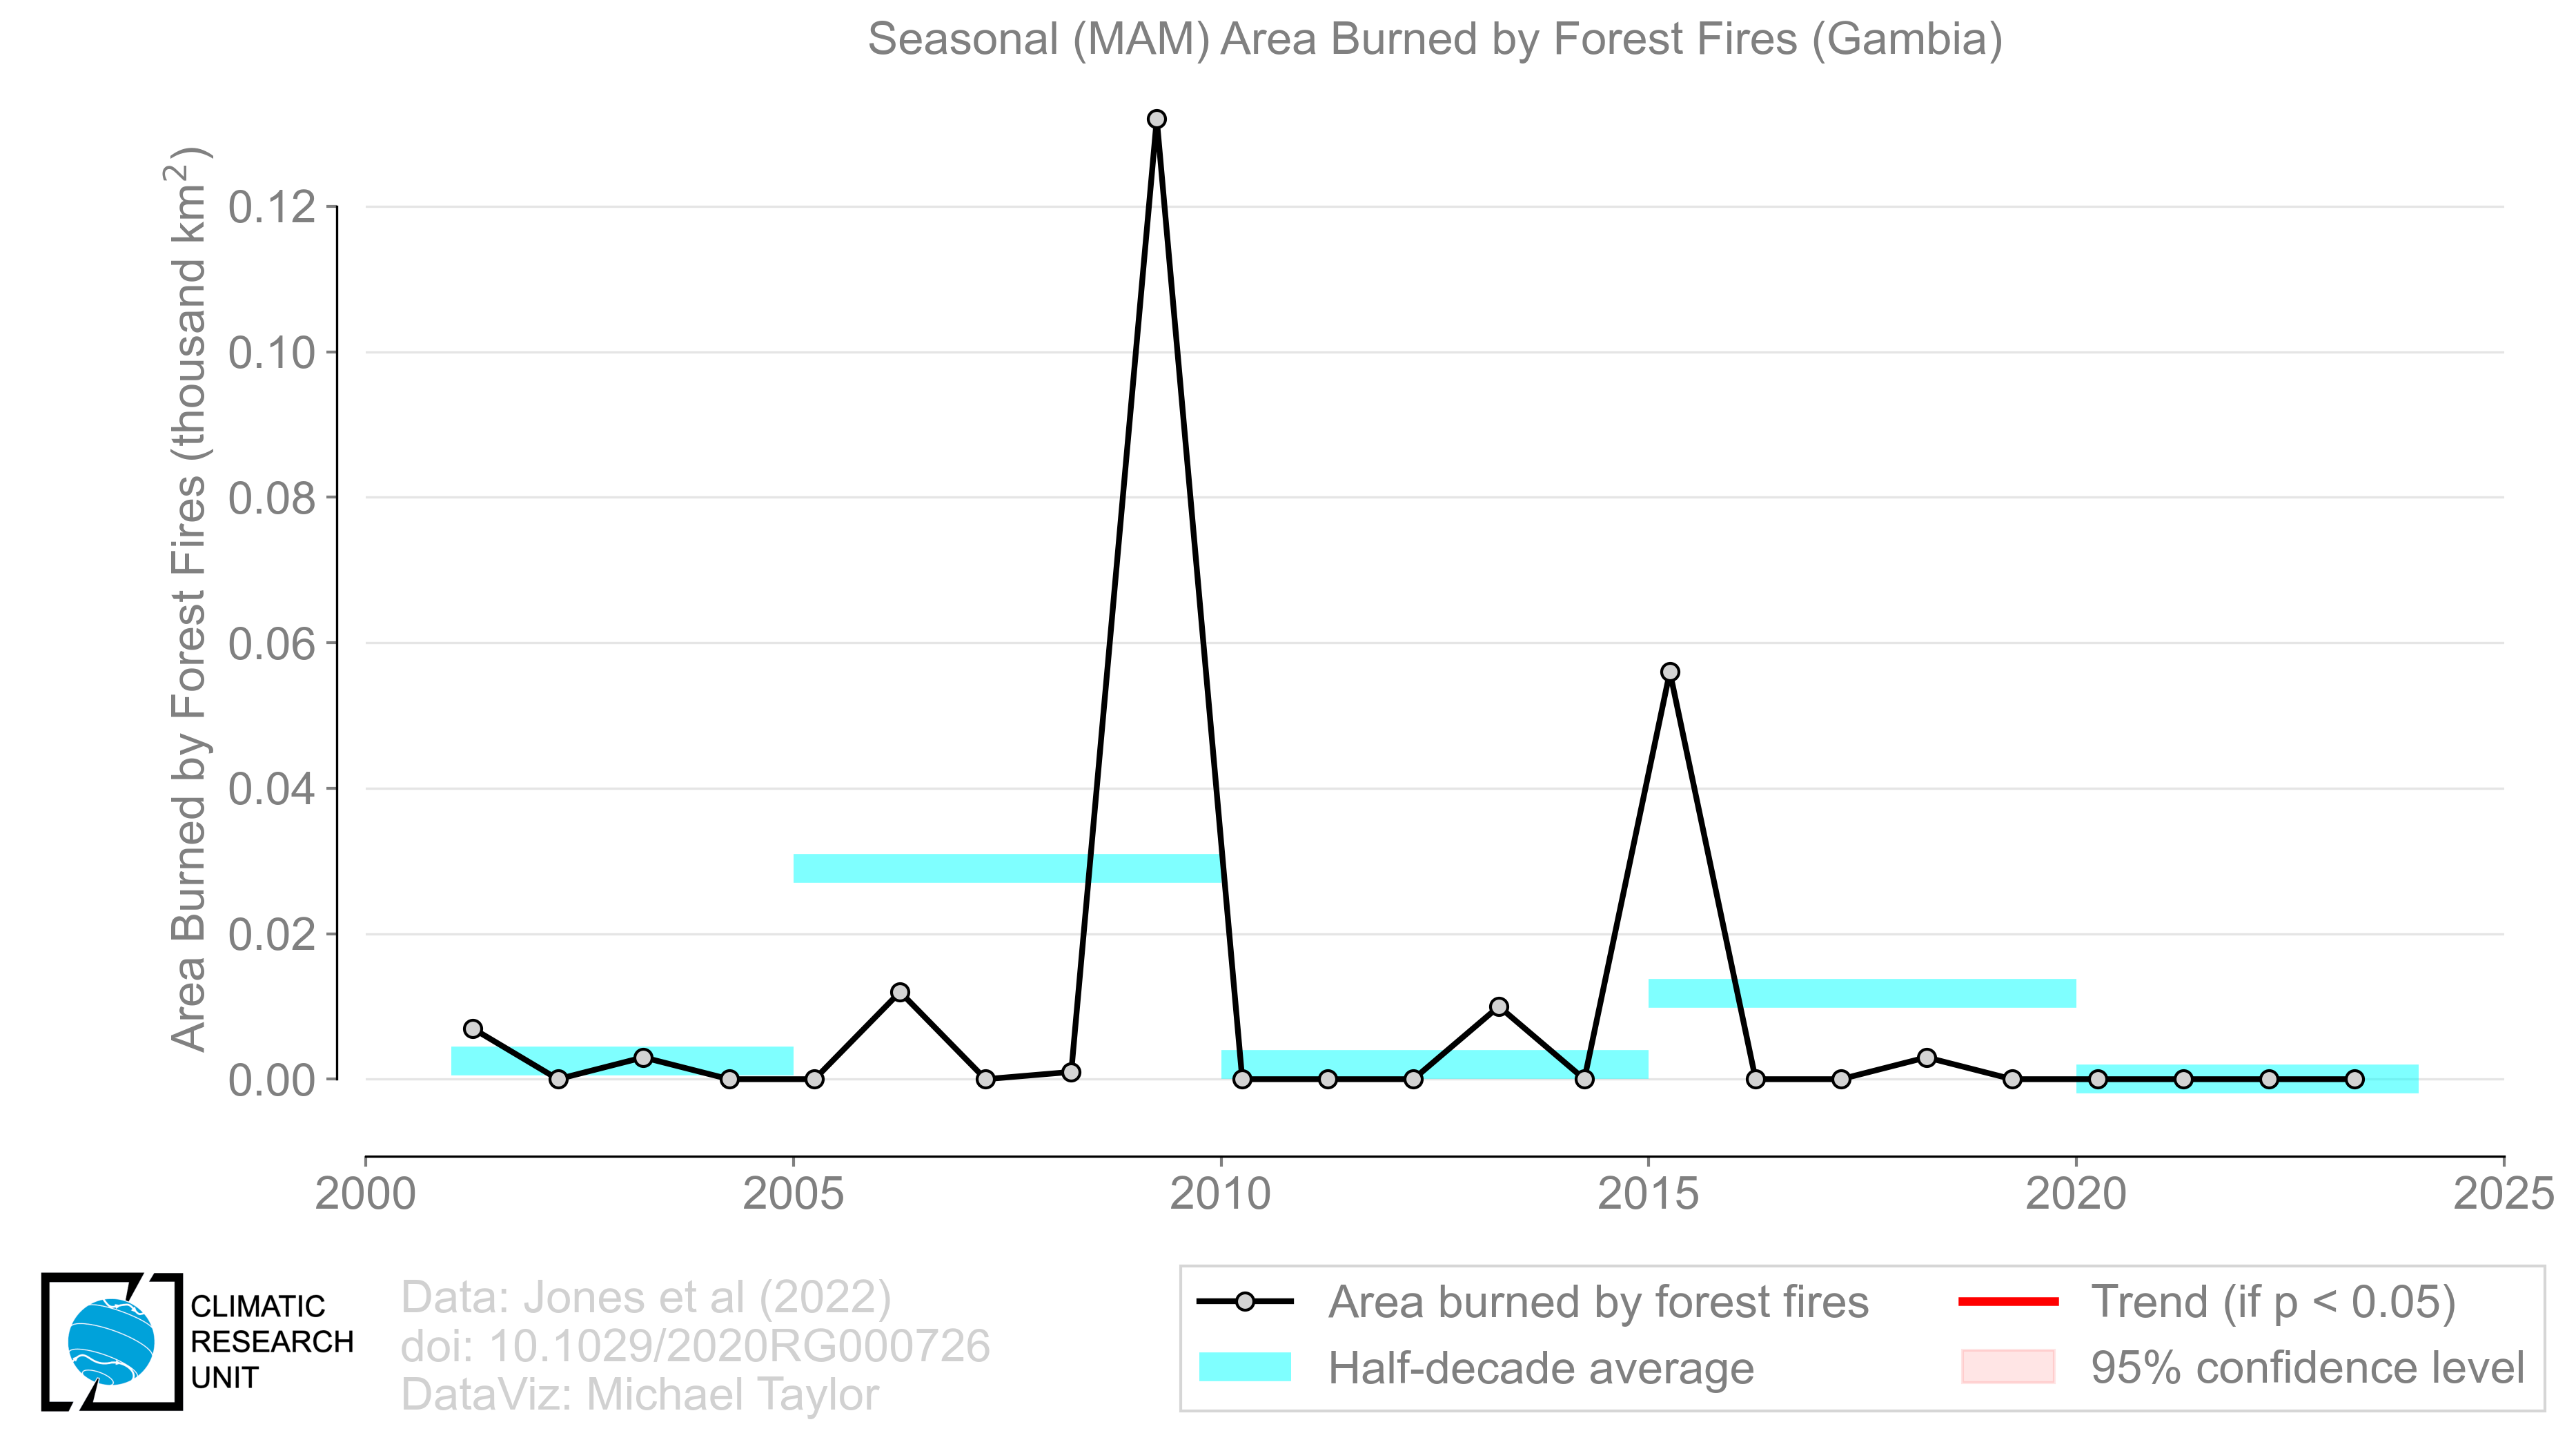 Seasonal (MAM) Area Burned by Forest Fires (Gambia)
Area Burned by Forest Fires (thousand km²)
0.12
0.10
0.08
0.06
0.04
0.02
0.00
2000
2005
2010
2015
2020
2025
CLIMATIC
RESEARCH
UNIT
Data: Jones et al (2022)
doi: 10.1029/2020RG000726
DataViz: Michael Taylor
Area burned by forest fires
Half-decade average
Trend (if p < 0.05)
95% confidence level